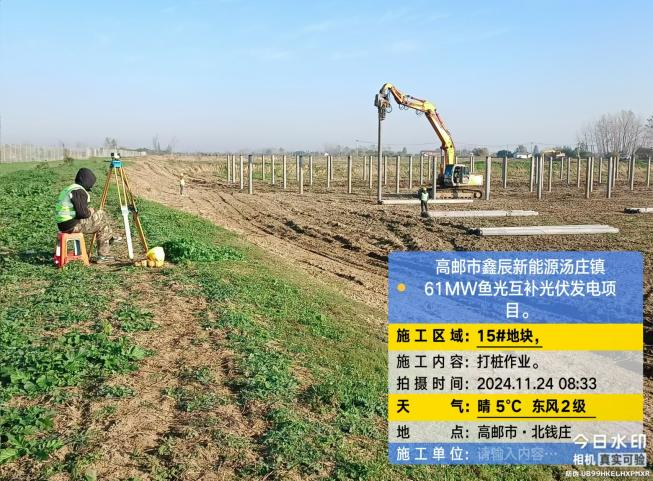 高邮市鑫辰新能源汤庄镇
61MW鱼光互补光伏发电项
目。
施工区域：15#地块，
施工内容：打桩作业。
拍摄时间：2024.11.24 08:33
天　　气：晴 5℃ 东风2级
地　　点：高邮市·北钱庄
施工单位：请输入内容…
今日水印
相机 真实可验
防伪 UB99HKELHXPMXR